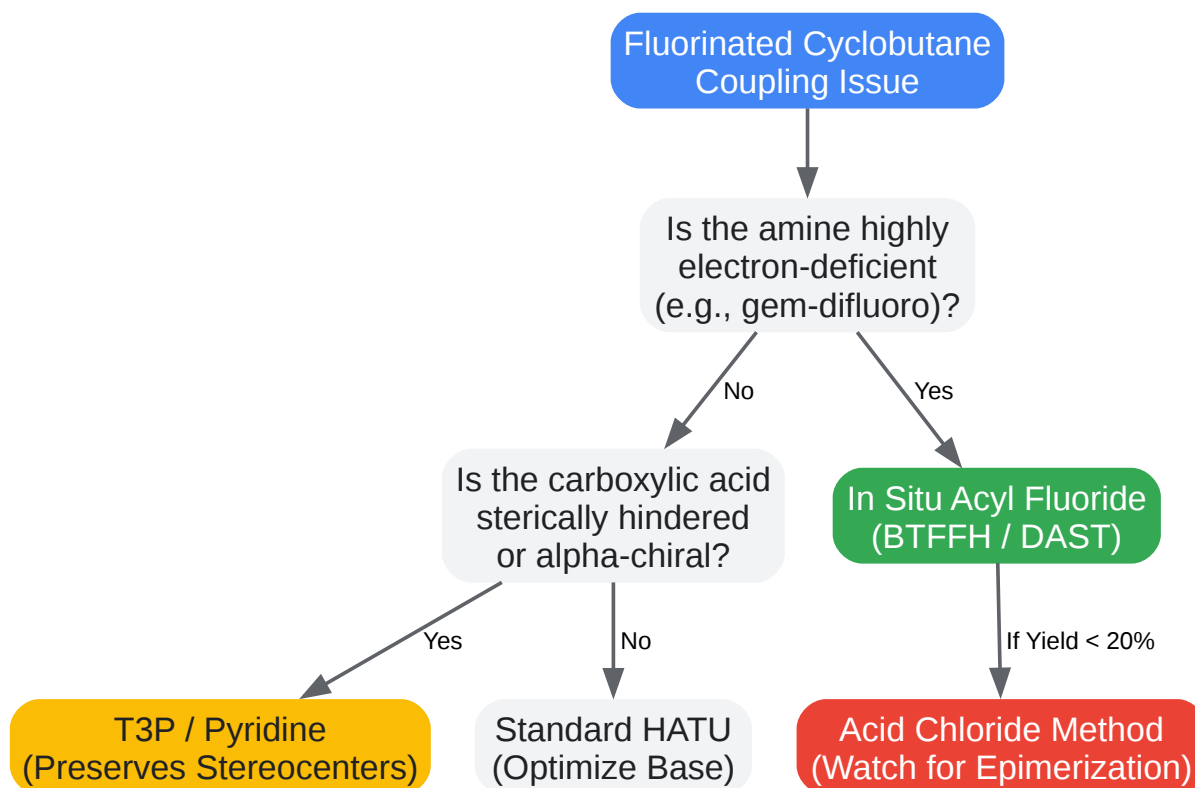 Fluorinated Cyclobutane
Coupling Issue
Is the amine highly
electron-deficient
(e.g., gem-difluoro)?
No
Yes
Is the carboxylic acid
sterically hindered
or alpha-chiral?
In Situ Acyl Fluoride
(BTFFH / DAST)
Yes
No
If Yield < 20%
T3P / Pyridine
(Preserves Stereocenters)
Standard HATU
(Optimize Base)
Acid Chloride Method
(Watch for Epimerization)